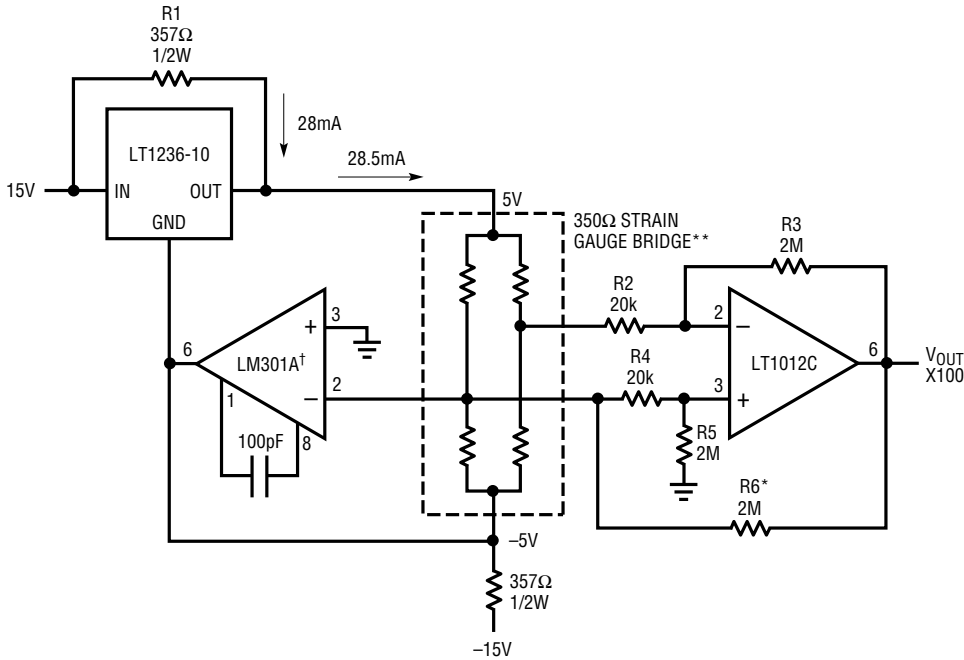 R1
357Ω
1/2W
28mA
LT1236-10
28.5mA
15V
IN
OUT
GND
5V
350Ω STRAIN
GAUGE BRIDGE**
R3
2M
R2
20k
3
+
6
LM301A†
2
–
1
8
100pF
2
–
LT1012C
6
VOUT
X100
R4
20k
3
+
R5
2M
R6*
2M
–5V
357Ω
1/2W
–15V